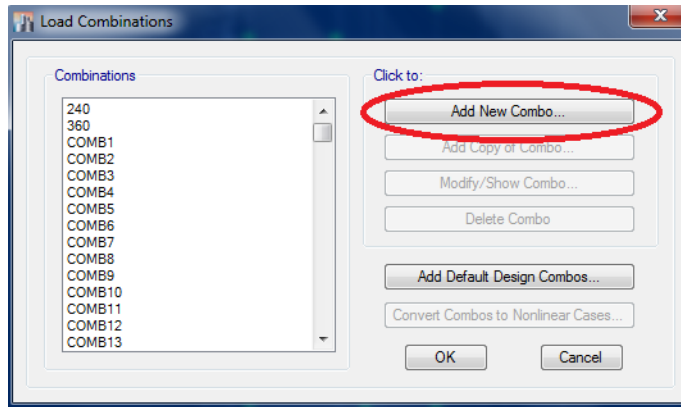 Load Combinations
Combinations
240
360
COMB1
COMB2
COMB3
COMB4
COMB5
COMB6
COMB7
COMB8
COMB9
COMB10
COMB11
COMB12
COMB13
Click to:
Add New Combo...
Add Copy of Combo...
Modify/Show Combo...
Delete Combo
Add Default Design Combos...
Convert Combos to Nonlinear Cases...
OK Cancel